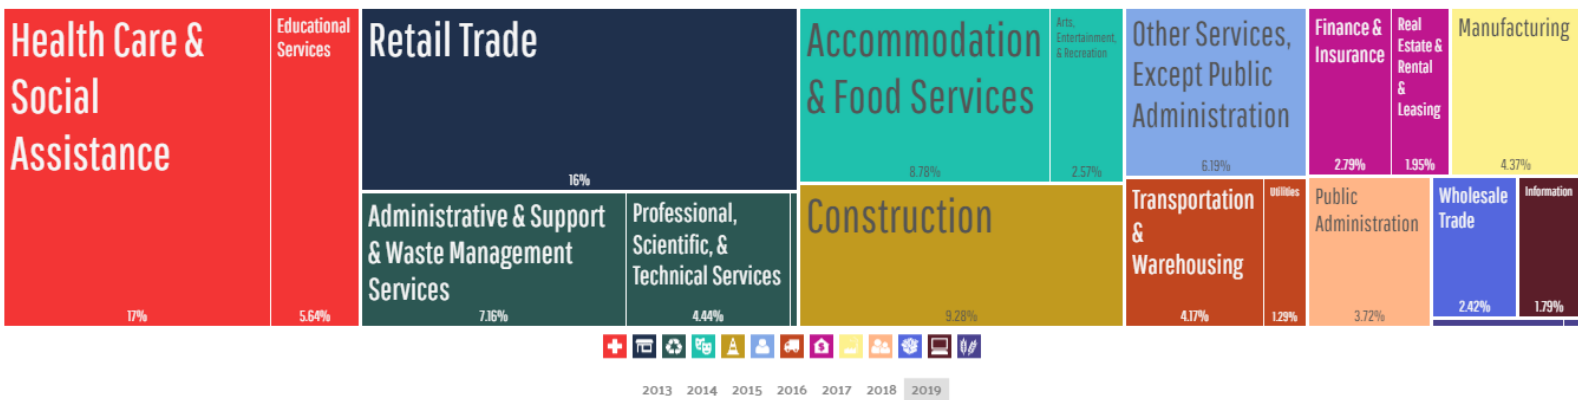 Health Care &
Social
Assistance
17%
Educational
Services
5.64%
Retail Trade
16%
Administrative & Support
& Waste Management
Services
7.16%
Professional,
Scientific, &
Technical Services
4.44%
Accommodation
& Food Services
8.78%
Arts,
Entertainment,
& Recreation
2.57%
Construction
9.28%
Other Services,
Except Public
Administration
6.19%
Transportation
&
Warehousing
4.17%
Utilities
1.29%
Finance &
Insurance
2.79%
Real
Estate &
Rental
&
Leasing
1.95%
Manufacturing
4.37%
Public
Administration
3.72%
Wholesale
Trade
2.42%
Information
1.79%
2013 2014 2015 2016 2017 2018 2019